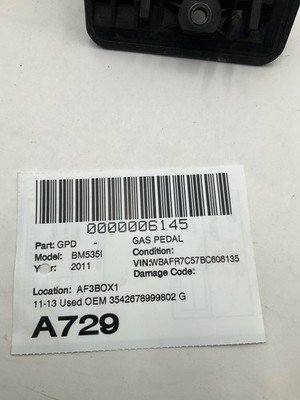 0000006145
Part: GPD - GAS PEDAL
Model: BM535I Condition:
Year: 2011 VIN:WBAFR7C57BC606135
Damage Code:
Location: AF3BOX1
11-13 Used OEM 3542678999802 G
A729